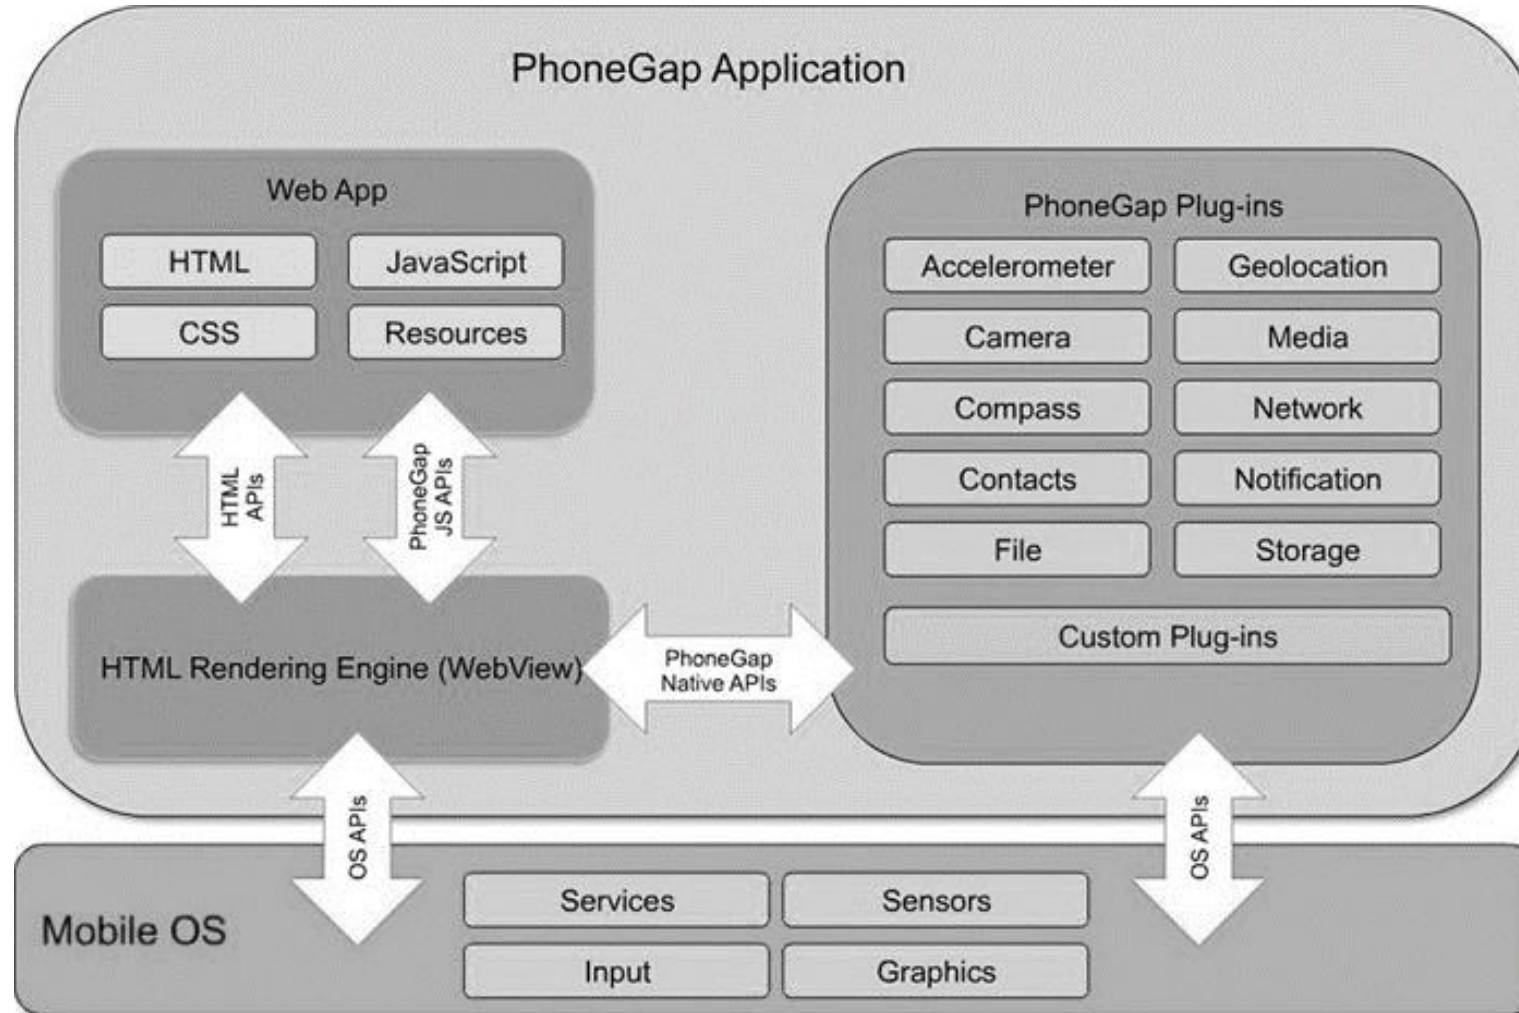 PhoneGap Application
Web App
HTML
JavaScript
CSS
Resources
HTML
APIs
PhoneGap
JS APIs
HTML Rendering Engine (WebView)
PhoneGap
Native APIs
PhoneGap Plug-ins
Accelerometer
Geolocation
Camera
Media
Compass
Network
Contacts
Notification
File
Storage
Custom Plug-ins
OS APIs
OS APIs
Mobile OS
Services
Sensors
Input
Graphics